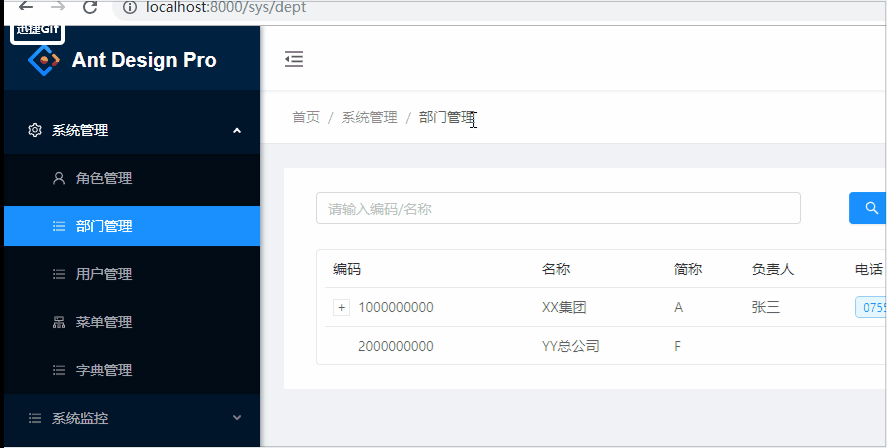 localhost:8000/sys/dept
迅捷GIF
Ant Design Pro
首页 / 系统管理 / 部门管理
系统管理
角色管理
部门管理
用户管理
菜单管理
字典管理
系统监控
请输入编码/名称
编码 名称 简称 负责人 电话
+ 1000000000 XX集团 A 张三 0755
2000000000 YY总公司 F